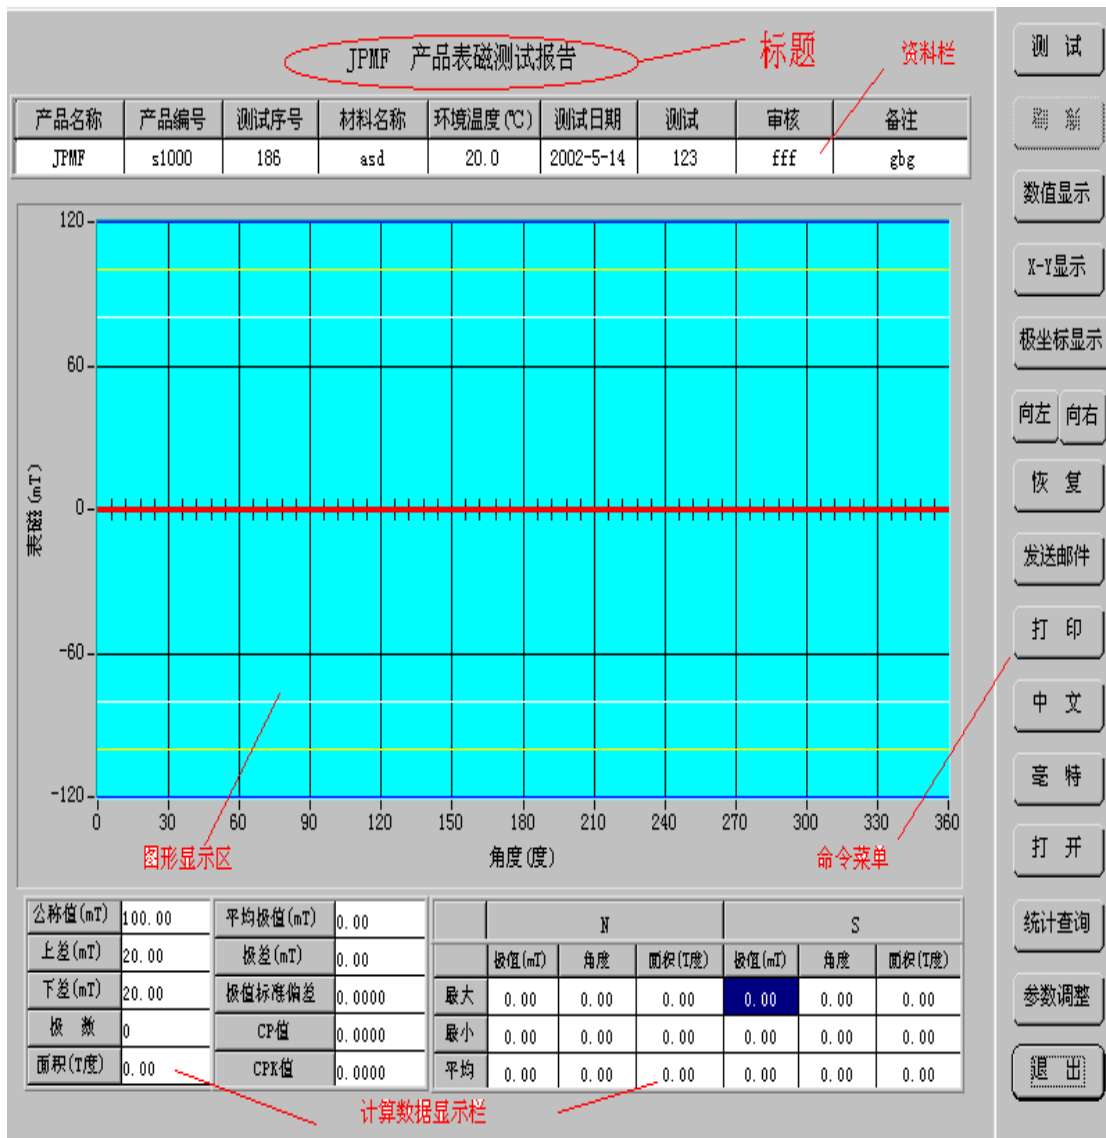 JPMF 产品表磁测试报告
标题
资料栏
产品名称 产品编号 测试序号 材料名称 环境温度(℃) 测试日期 测试 审核 备注
JPMF s1000 186 asd 20.0 2002-5-14 123 fff gbg
120
60
0
-60
-120
表磁(mT)
0 30 60 90 120 150 180 210 240 270 300 330 360
角度(度)
图形显示区
命令菜单
公称值(mT) 100.00
上差(mT) 20.00
下差(mT) 20.00
极 数 0
面积(T度) 0.00
平均极值(mT) 0.00
极差(mT) 0.00
极值标准偏差 0.0000
CP值 0.0000
CPK值 0.0000
N S
极值(mT) 角度 面积(T度) 极值(mT) 角度 面积(T度)
最大 0.00 0.00 0.00 0.00 0.00 0.00
最小 0.00 0.00 0.00 0.00 0.00 0.00
平均 0.00 0.00 0.00 0.00 0.00 0.00
计算数据显示栏
测 试
数值显示
X-Y显示
极坐标显示
向左 向右
恢 复
发送邮件
打 印
中 文
毫 特
打 开
统计查询
参数调整
退 出